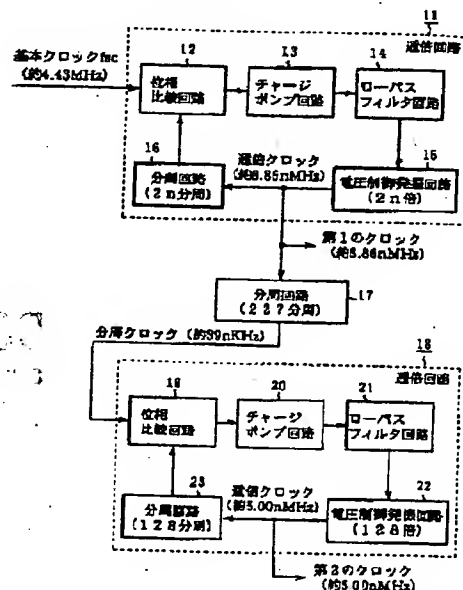 11
逓倍回路
基本クロックfsc
(約4.43MHz)
12
13
14
位相
比較回路
チャージ
ポンプ回路
ローパス
フィルタ回路
16
逓倍クロック
15
分周回路
(2n分周)
(約8.86nMHz)
電圧制御発振回路
(2n倍)
第1のクロック
(約8.86nMHz)
分周回路
(227分周)
17
分周クロック(約39nKHz)
18
逓倍回路
19
20
21
位相
比較回路
チャージ
ポンプ回路
ローパス
フィルタ回路
23
逓倍クロック
22
分周回路
(128分周)
(約5.00nMHz)
電圧制御発振回路
(128倍)
第2のクロック
(約5.00nMHz)